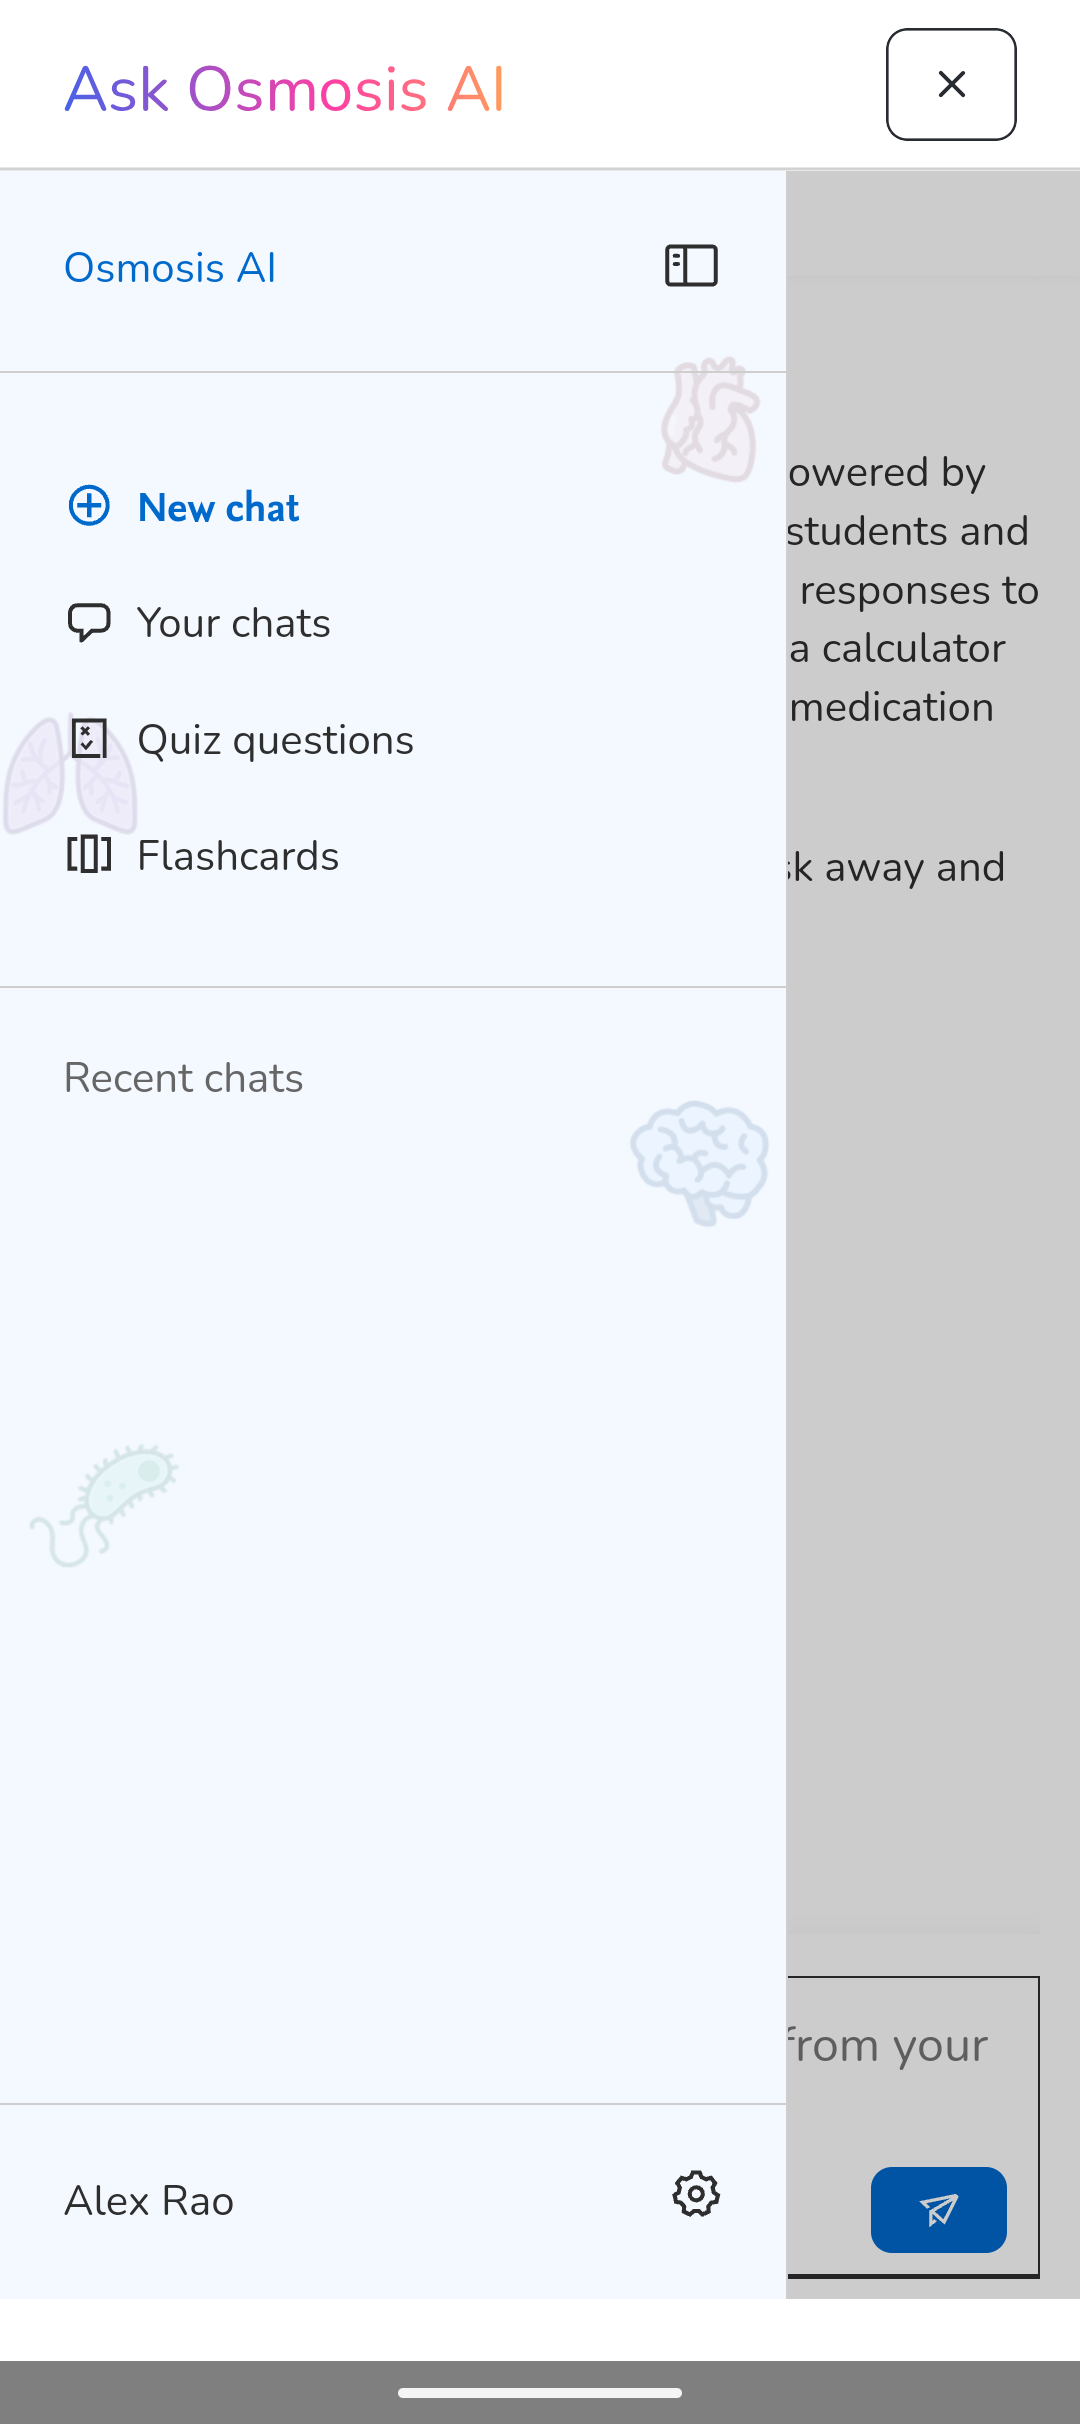 Ask Osmosis AI
Osmosis AI
New chat
Your chats
Quiz questions
Flashcards
Recent chats
Alex Rao
owered by
students and
responses to
a calculator
medication
sk away and
from your